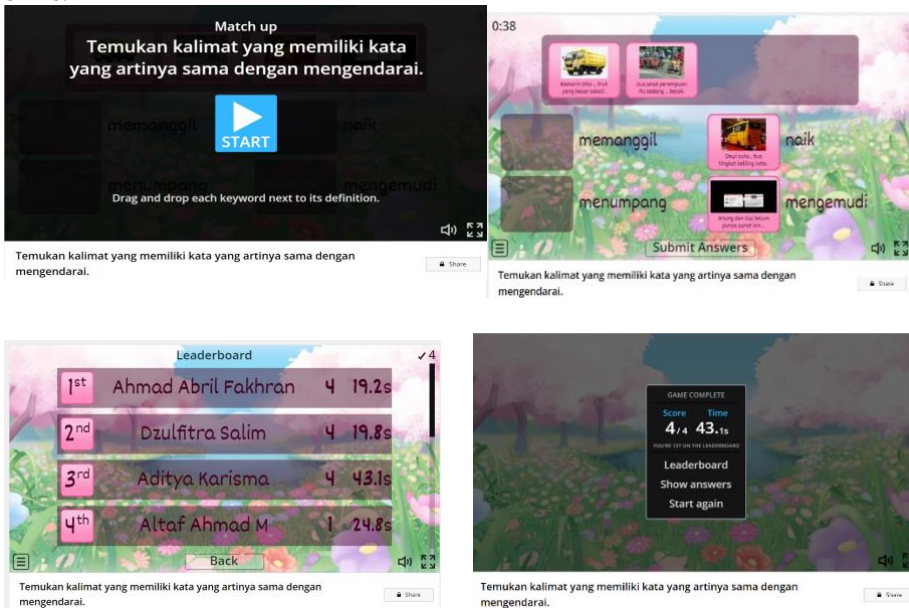 Match up
Temukan kalimat yang memiliki kata
yang artinya sama dengan mengendarai.
memanggil
naik
START
menumpang
mengemudi
Drag and drop each keyword next to its definition.
Temukan kalimat yang memiliki kata yang artinya sama dengan
mengendarai.
Share
0:38
memanggil
naik
menumpang
mengemudi
Submit Answers
Temukan kalimat yang memiliki kata yang artinya sama dengan
mengendarai.
Share
Leaderboard
✓ 4
1st Ahmad Abril Fakhran 4 19.2s
2nd Dzulfitra Salim 4 19.8s
3rd Aditya Karisma 4 43.1s
4th Altaf Ahmad M 1 24.8s
Back
Temukan kalimat yang memiliki kata yang artinya sama dengan
mengendarai.
Share
GAME COMPLETE
Score Time
4/4 43.1s
YOU'RE 1ST ON THE LEADERBOARD
Leaderboard
Show answers
Start again
Temukan kalimat yang memiliki kata yang artinya sama dengan
mengendarai.
Share